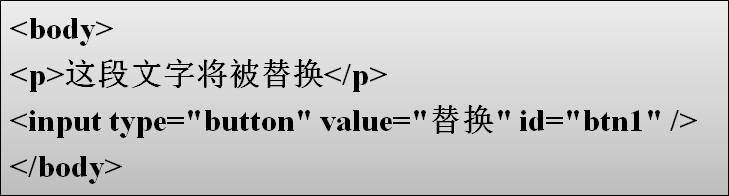 <body>
<p>这段文字将被替换</p>
<input type="button" value="替换" id="btn1" />
</body>